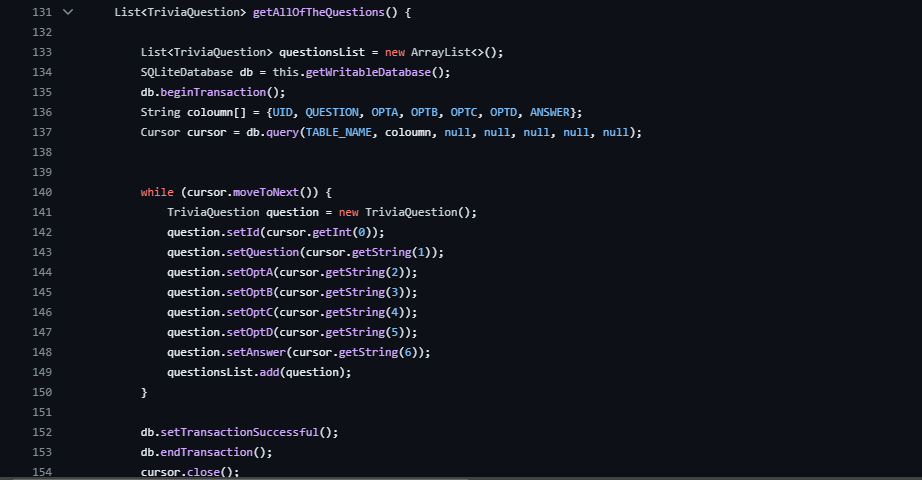 131 List<TriviaQuestion> getAllOfTheQuestions() {
132
133 List<TriviaQuestion> questionsList = new ArrayList<>();
134 SQLiteDatabase db = this.getWritableDatabase();
135 db.beginTransaction();
136 String coloumn[] = {UID, QUESTION, OPTA, OPTB, OPTC, OPTD, ANSWER};
137 Cursor cursor = db.query(TABLE_NAME, coloumn, null, null, null, null, null);
138
139
140 while (cursor.moveToNext()) {
141 TriviaQuestion question = new TriviaQuestion();
142 question.setId(cursor.getInt(0));
143 question.setQuestion(cursor.getString(1));
144 question.setOptA(cursor.getString(2));
145 question.setOptB(cursor.getString(3));
146 question.setOptC(cursor.getString(4));
147 question.setOptD(cursor.getString(5));
148 question.setAnswer(cursor.getString(6));
149 questionsList.add(question);
150 }
151
152 db.setTransactionSuccessful();
153 db.endTransaction();
154 cursor.close();